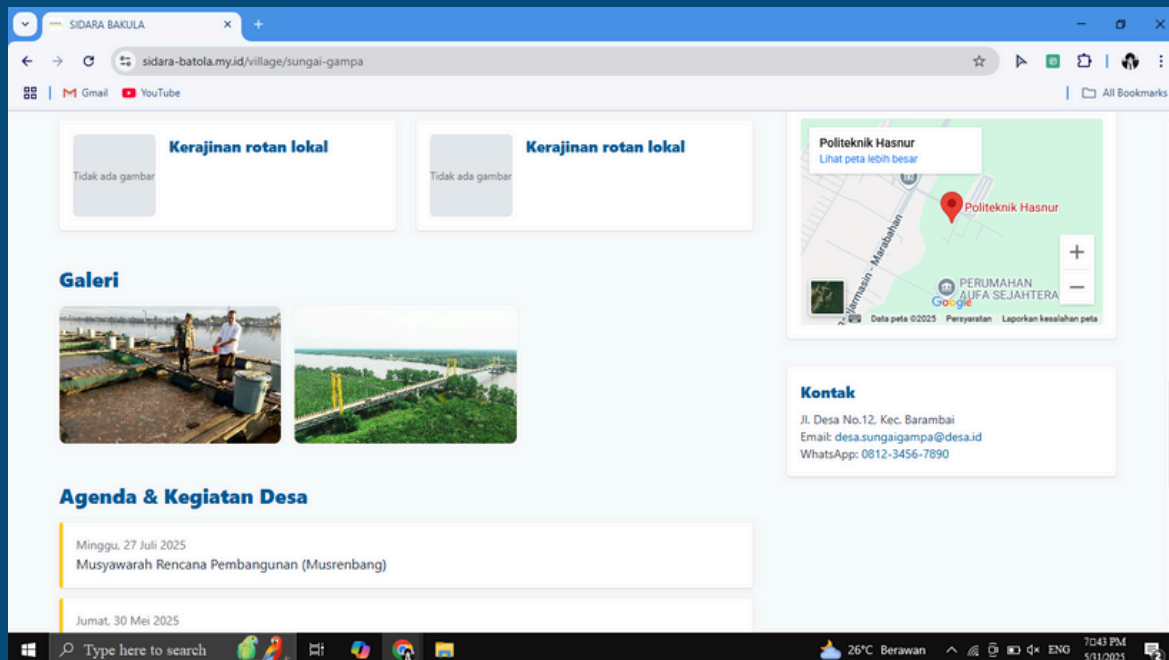 SIDARA BAKULA
sidara-batola.my.id/village/sungai-gampa
Gmail
YouTube
All Bookmarks
Kerajinan rotan lokal
Tidak ada gambar
Kerajinan rotan lokal
Tidak ada gambar
Galeri
Agenda & Kegiatan Desa
Minggu, 27 Juli 2025
Musyawarah Rencana Pembangunan (Musrenbang)
Jumat, 30 Mei 2025
Politeknik Hasnur
Lihat peta lebih besar
Politeknik Hasnur
jarmasin - Marabahan
PERUMAHAN
AUFA SEJAHTERA
Google
Data peta ©2025
Persyaratan
Laporkan kesalahan peta
Kontak
Jl. Desa No.12, Kec. Barambai
Email: desa.sungaigampa@desa.id
WhatsApp: 0812-3456-7890
Type here to search
26°C Berawan
ENG
7:43 PM
5/31/2025